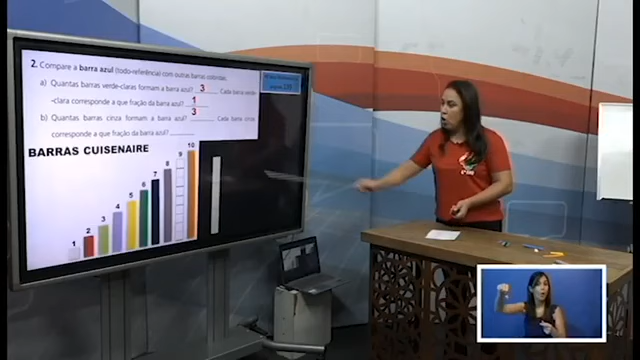 2. Compare a barra azul (todo-referência) com outras barras coloridas.
a) Quantas barras verde-claras formam a barra azul? 3 Cada barra verde
-clara corresponde a que fração da barra azul? 1
3
b) Quantas barras cinza formam a barra azul? Cada barra cinza
corresponde a que fração da barra azul?
BARRAS CUISENAIRE
1 2 3 4 5 6 7 8 9 10